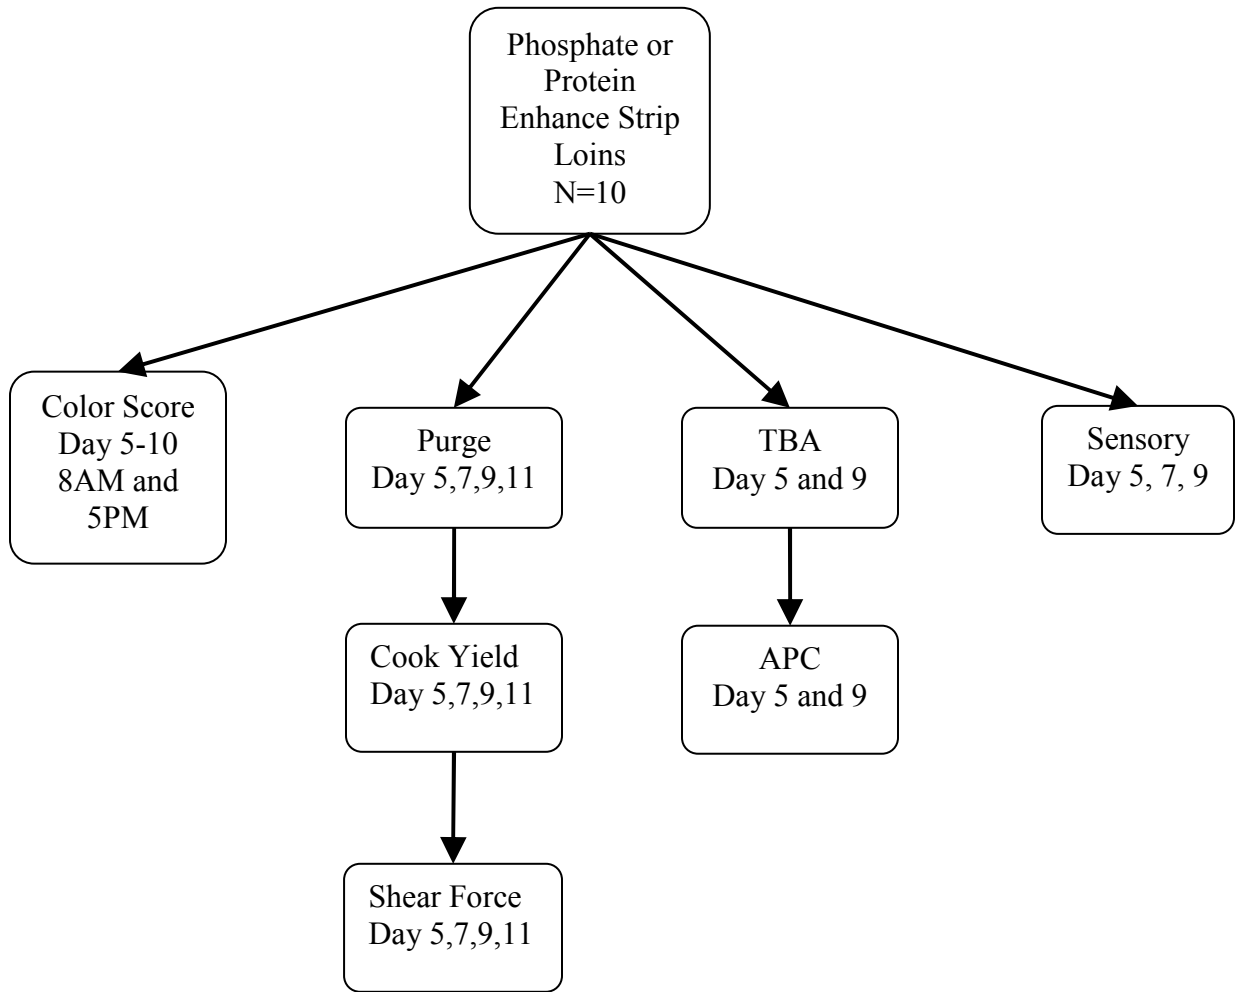 Phosphate or
Protein
Enhance Strip
Loins
N=10
Color Score
Day 5-10
8AM and
5PM
Purge
Day 5,7,9,11
TBA
Day 5 and 9
Sensory
Day 5, 7, 9
Cook Yield
Day 5,7,9,11
APC
Day 5 and 9
Shear Force
Day 5,7,9,11